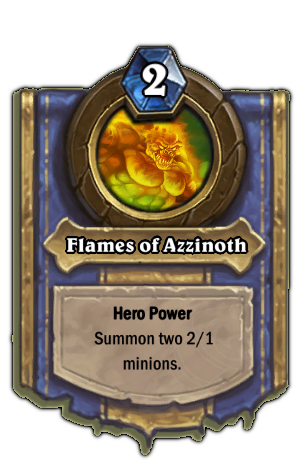 2
Flames of Azzinoth
Hero Power
Summon two 2/1
minions.